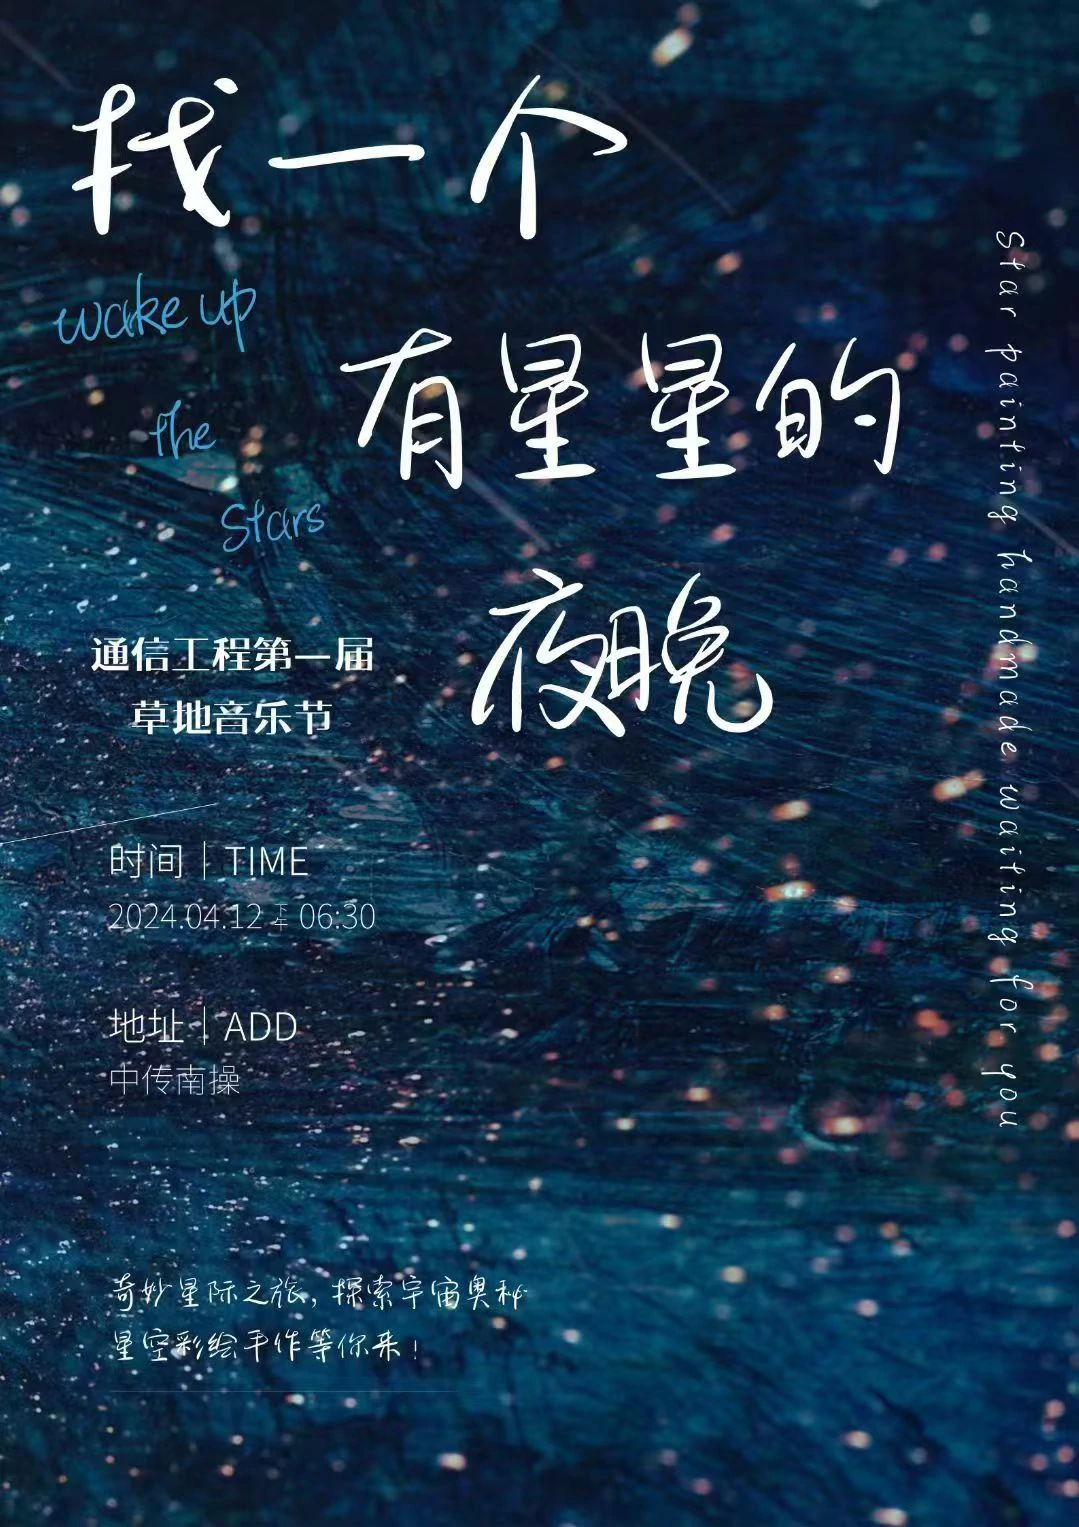 找一个
wake up
有星星的
the
Stars
夜晚
通信工程第一届
草地音乐节
时间｜TIME
2024.04.12 下午 06:30
地址｜ADD
中传南操
奇妙星际之旅，探索宇宙奥秘
星空彩绘手作等你来！
Star painting handmade waiting for you